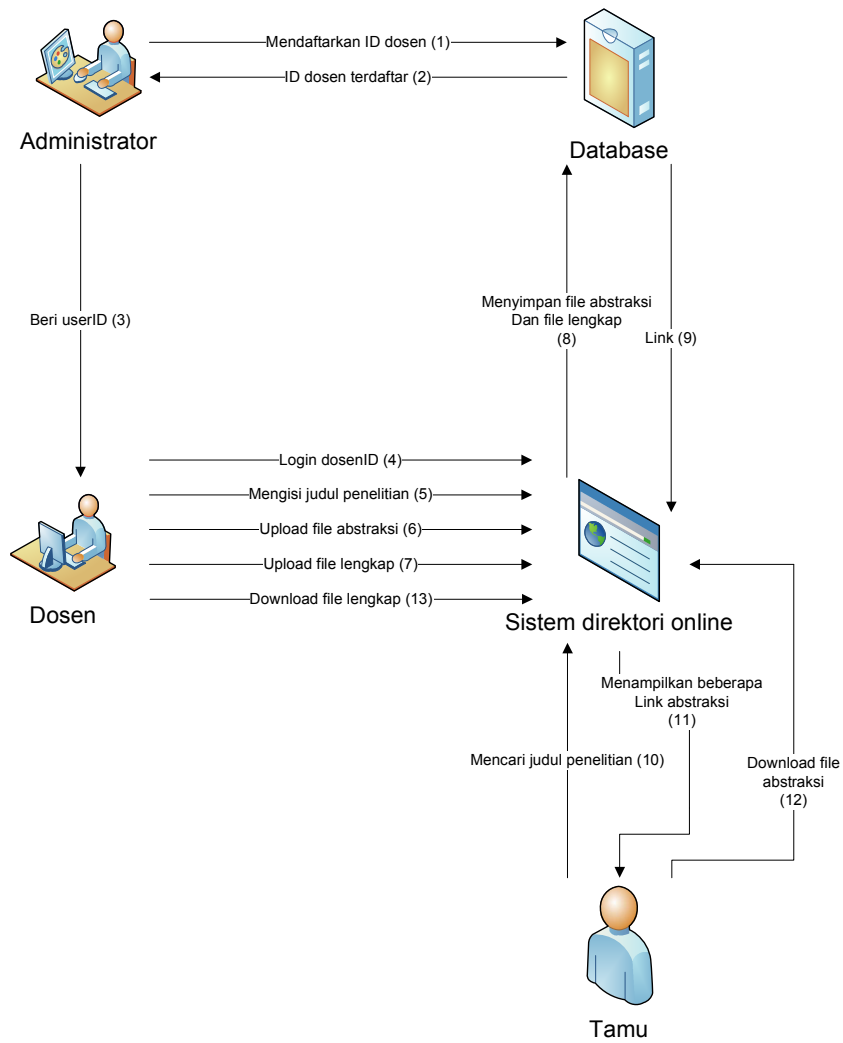 Mendaftarkan ID dosen (1)
ID dosen terdaftar (2)
Administrator
Database
Beri userID (3)
Menyimpan file abstraksi
Dan file lengkap
(8)
Link (9)
Login dosenID (4)
Mengisi judul penelitian (5)
Upload file abstraksi (6)
Upload file lengkap (7)
Download file lengkap (13)
Dosen
Sistem direktori online
Menampilkan beberapa
Link abstraksi
(11)
Mencari judul penelitian (10)
Download file
abstraksi
(12)
Tamu